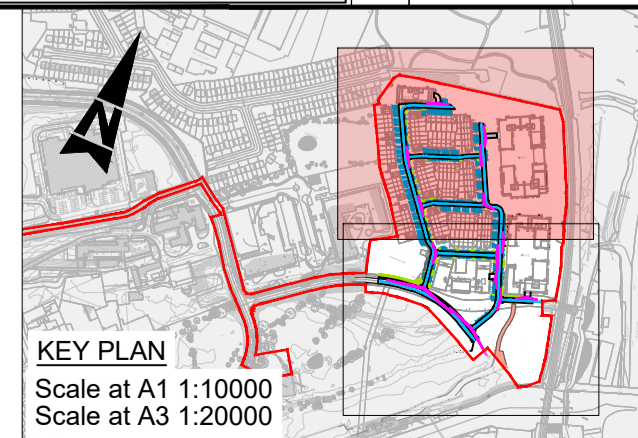 N
KEY PLAN
Scale at A1 1:10000
Scale at A3 1:20000